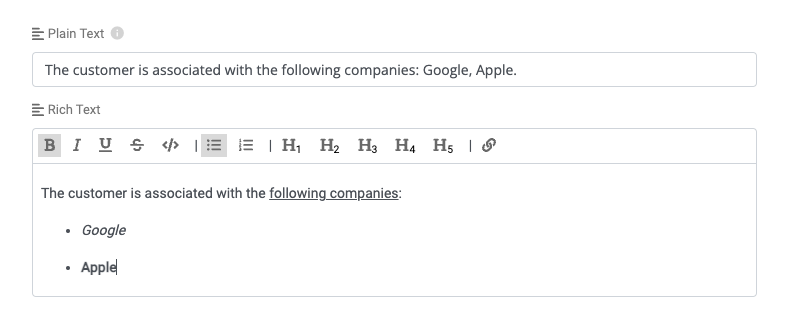 Plain Text
The customer is associated with the following companies: Google, Apple.
Rich Text
B I U S </> | | H1 H2 H3 H4 H5 |
The customer is associated with the following companies:
• Google
• Apple